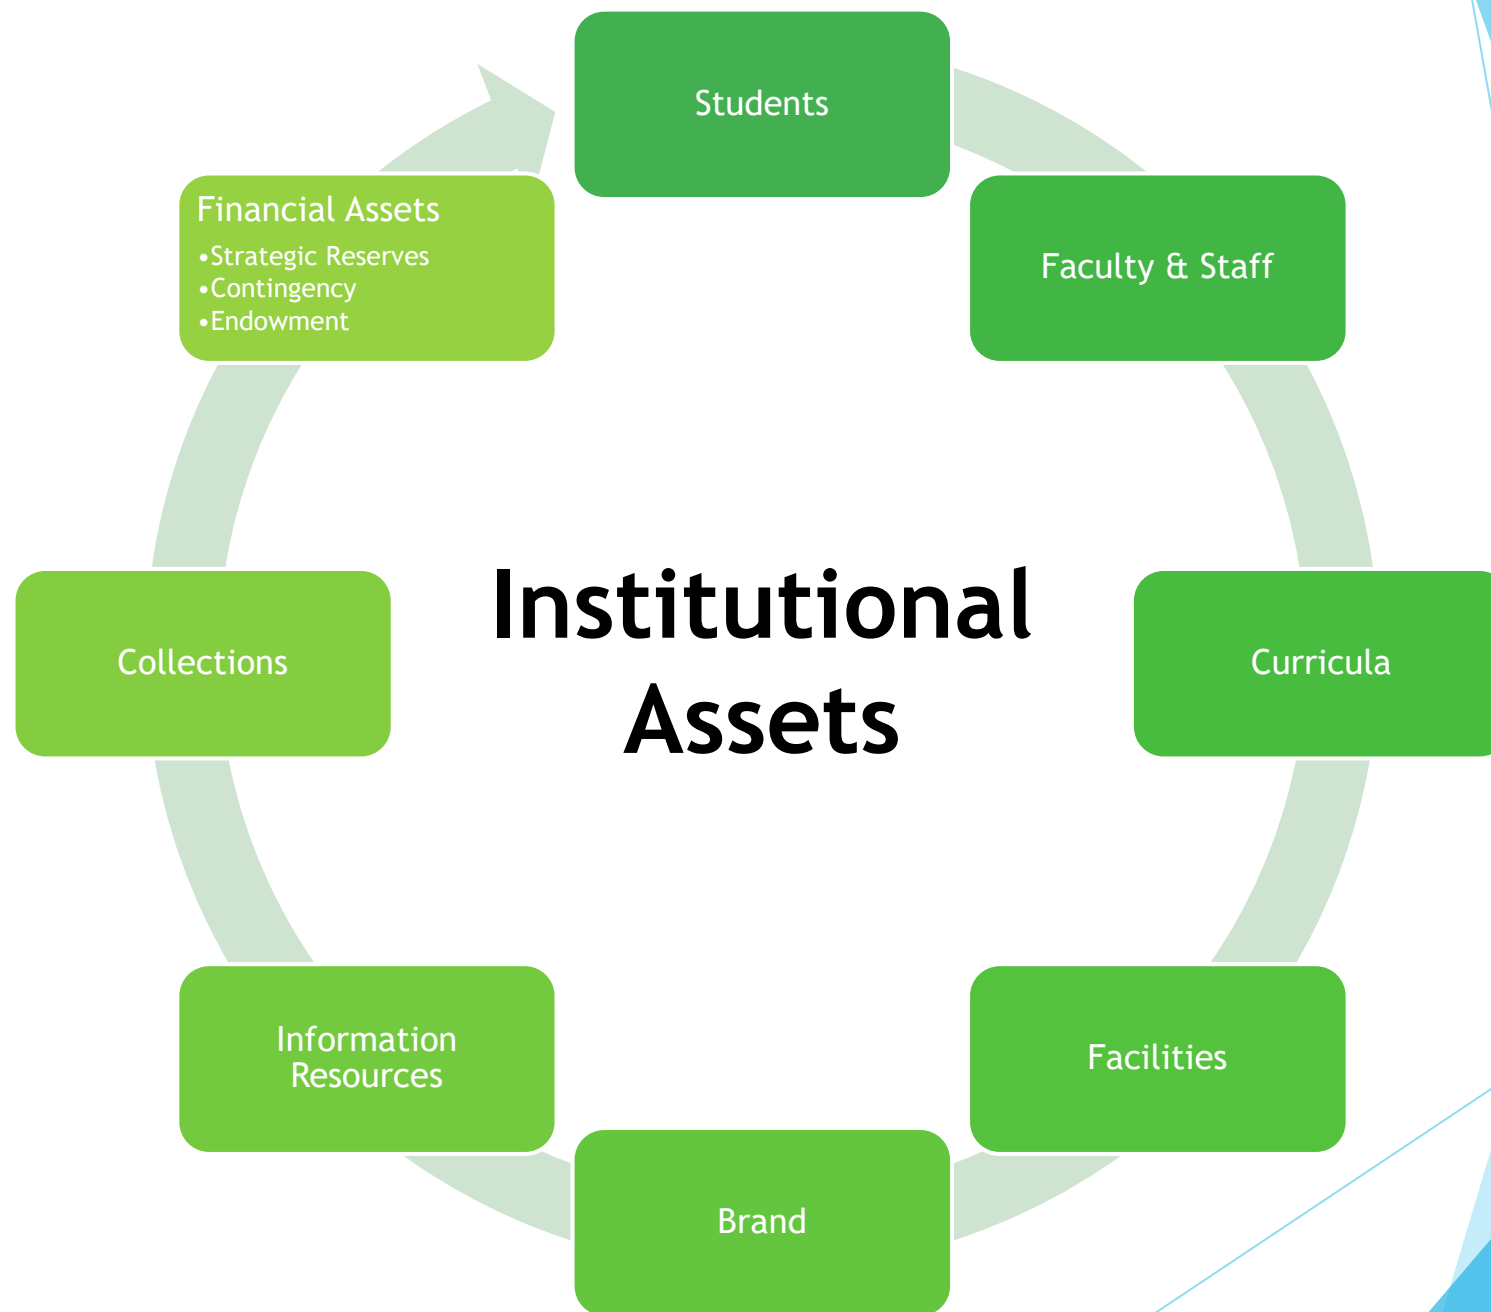 Students
Faculty & Staff
Curricula
Facilities
Brand
Information
Resources
Collections
Financial Assets
•Strategic Reserves
•Contingency
•Endowment
Institutional
Assets